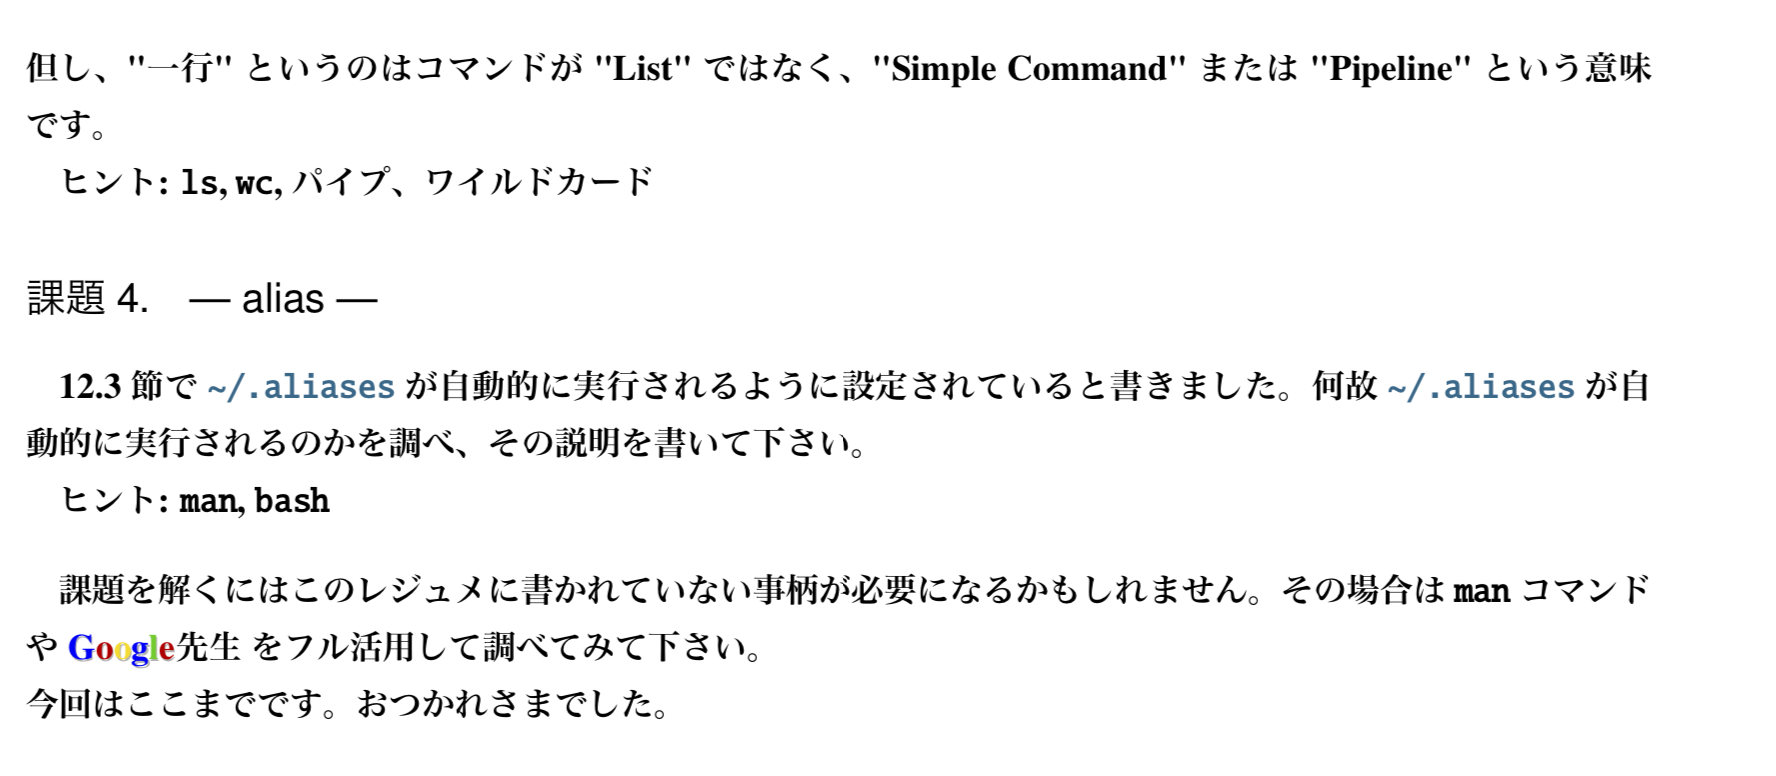 但し、"一行" というのはコマンドが "List" ではなく、"Simple Command" または "Pipeline" という意味
です。
ヒント: ls, wc, パイプ、ワイルドカード
課題 4.　— alias —
12.3 節で ~/.aliases が自動的に実行されるように設定されていると書きました。何故 ~/.aliases が自
動的に実行されるのかを調べ、その説明を書いて下さい。
ヒント: man, bash
課題を解くにはこのレジュメに書かれていない事柄が必要になるかもしれません。その場合は man コマンド
や Google先生 をフル活用して調べてみて下さい。
今回はここまでです。おつかれさまでした。